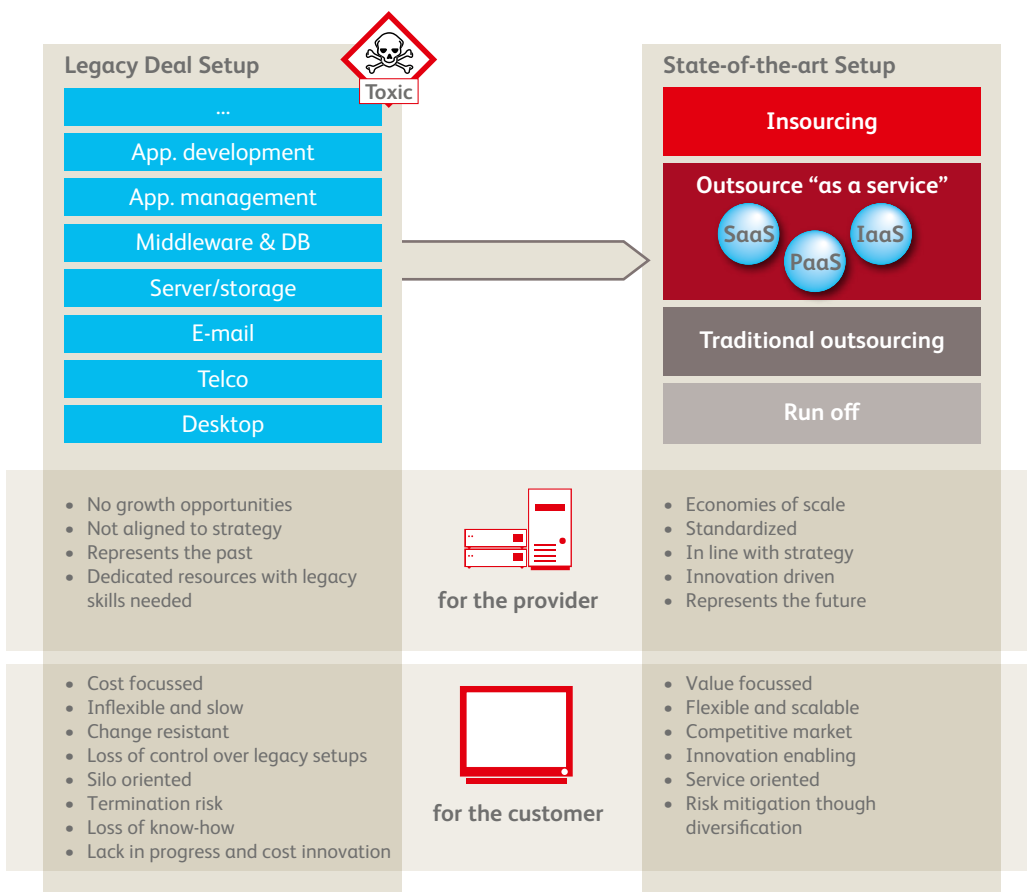 Legacy Deal Setup
Toxic
...
App. development
App. management
Middleware & DB
Server/storage
E-mail
Telco
Desktop
State-of-the-art Setup
Insourcing
Outsource “as a service”
SaaS
PaaS
IaaS
Traditional outsourcing
Run off
• No growth opportunities
• Not aligned to strategy
• Represents the past
• Dedicated resources with legacy
skills needed
for the provider
• Economies of scale
• Standardized
• In line with strategy
• Innovation driven
• Represents the future
• Cost focussed
• Inflexible and slow
• Change resistant
• Loss of control over legacy setups
• Silo oriented
• Termination risk
• Loss of know-how
• Lack in progress and cost innovation
for the customer
• Value focussed
• Flexible and scalable
• Competitive market
• Innovation enabling
• Service oriented
• Risk mitigation though
diversification